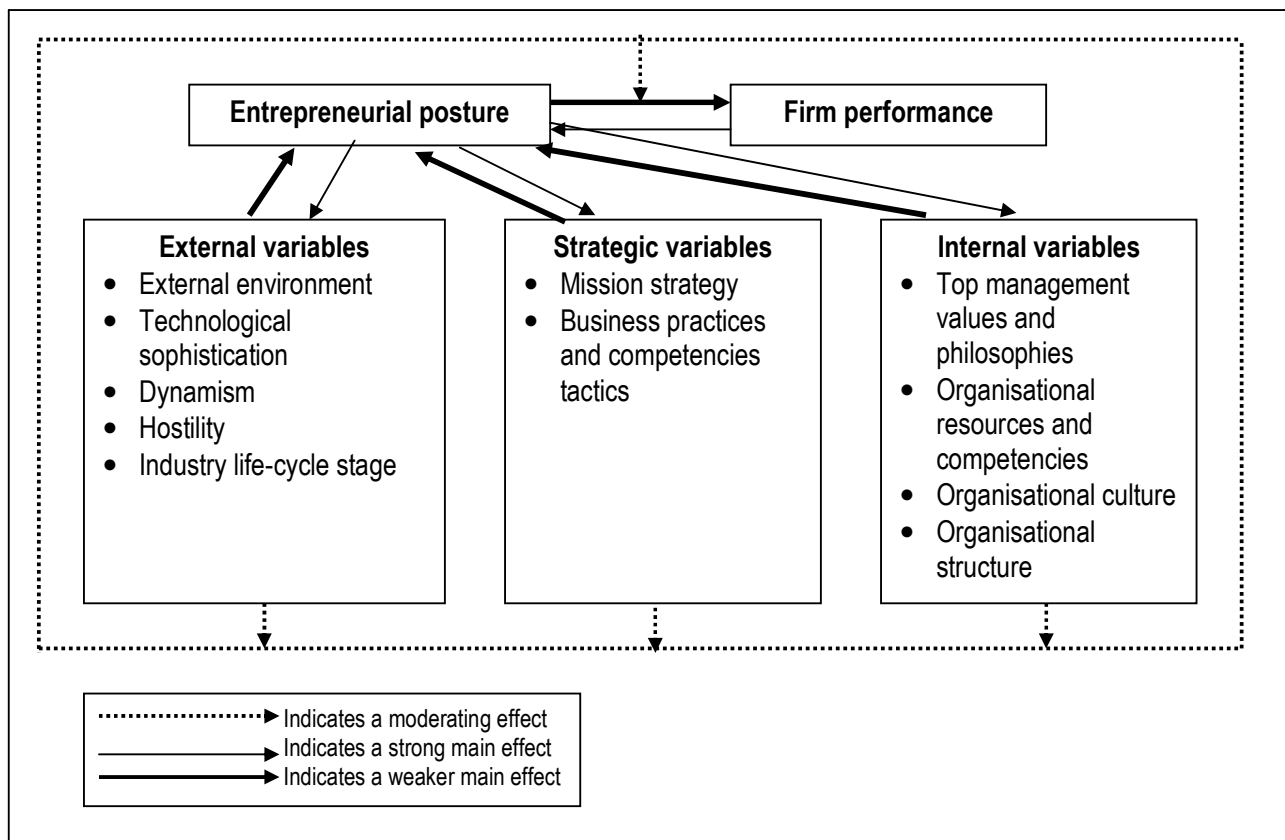 Entrepreneurial posture
Firm performance
External variables
• External environment
• Technological
sophistication
• Dynamism
• Hostility
• Industry life-cycle stage
Strategic variables
• Mission strategy
• Business practices
and competencies
tactics
Internal variables
• Top management
values and
philosophies
• Organisational
resources and
competencies
• Organisational culture
• Organisational
structure
Indicates a moderating effect
Indicates a strong main effect
Indicates a weaker main effect